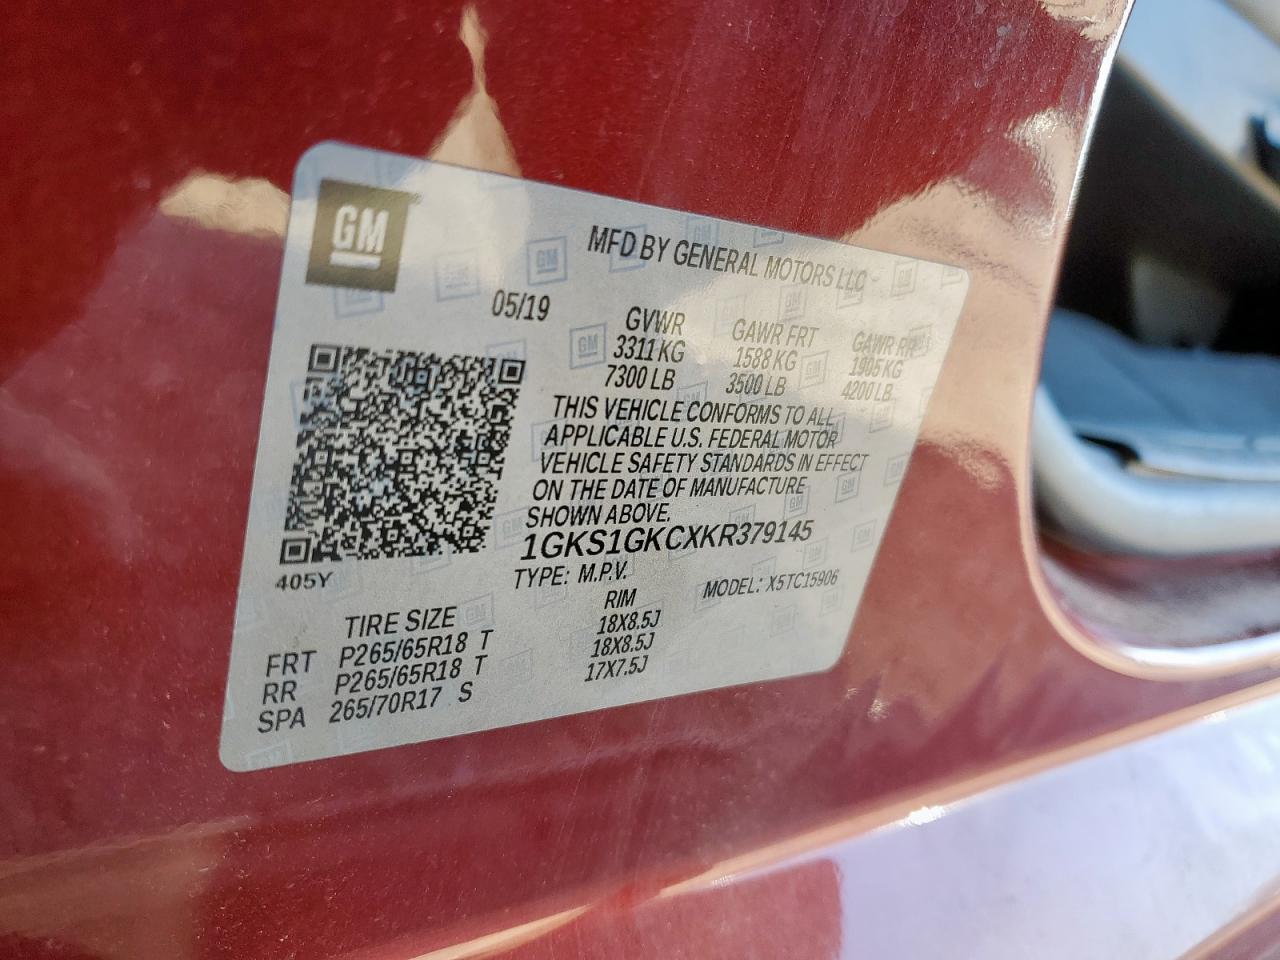 GM
MFD BY GENERAL MOTORS LLC
05/19
GVWR GAWR FRT GAWR RR
3311 KG 1588 KG 1905 KG
7300 LB 3500 LB 4200 LB
THIS VEHICLE CONFORMS TO ALL
APPLICABLE U.S. FEDERAL MOTOR
VEHICLE SAFETY STANDARDS IN EFFECT
ON THE DATE OF MANUFACTURE
SHOWN ABOVE.
1GKS1GKCXKR379145
405Y
TYPE: M.P.V. MODEL: X5TC15906
TIRE SIZE RIM
FRT P265/65R18 T 18X8.5J
RR P265/65R18 T 18X8.5J
SPA 265/70R17 S 17X7.5J